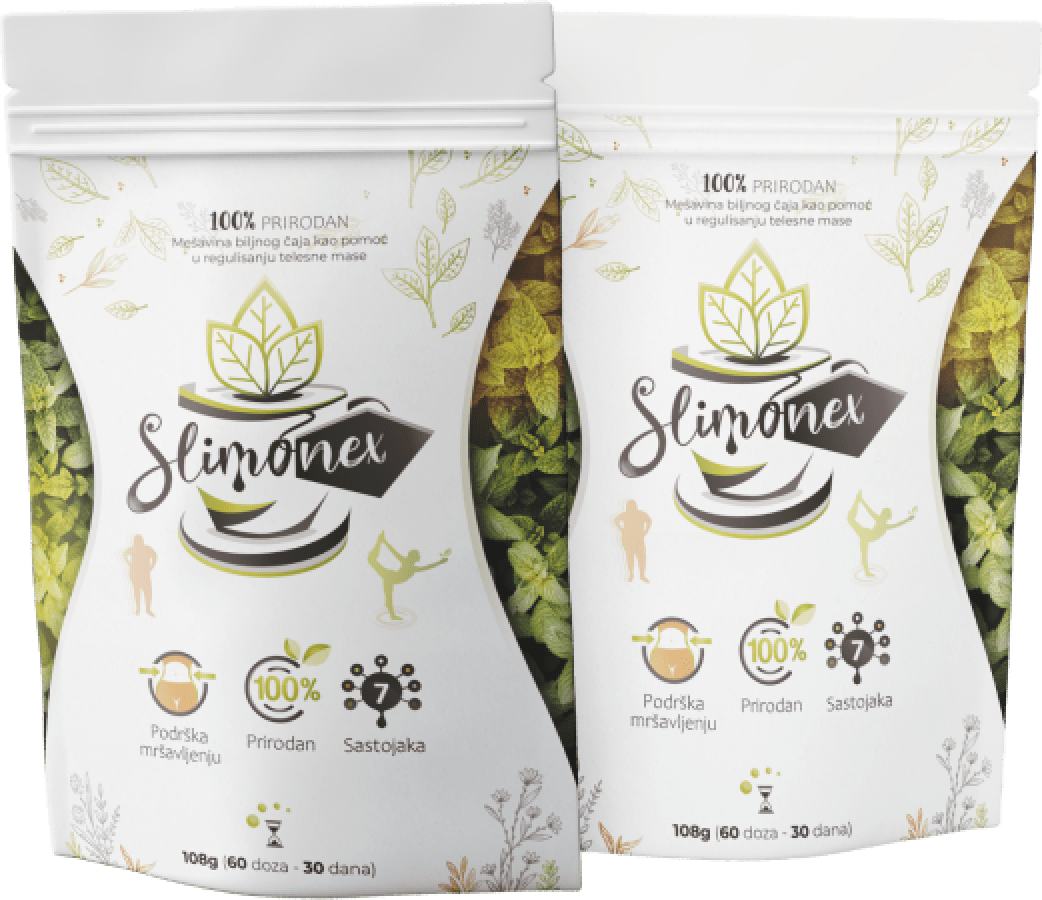 100% PRIRODAN
Mešavina biljnog čaja kao pomoć
u regulisanju telesne mase
Slimonex
100%
7
Podrška
mršavljenju
Prirodan
Sastojaka
108g (60 doza - 30 dana)
100% PRIRODAN
Mešavina biljnog čaja kao pomoć
u regulisanju telesne mase
Slimonex
100%
7
Podrška
mršavljenju
Prirodan
Sastojaka
108g (60 doza - 30 dana)